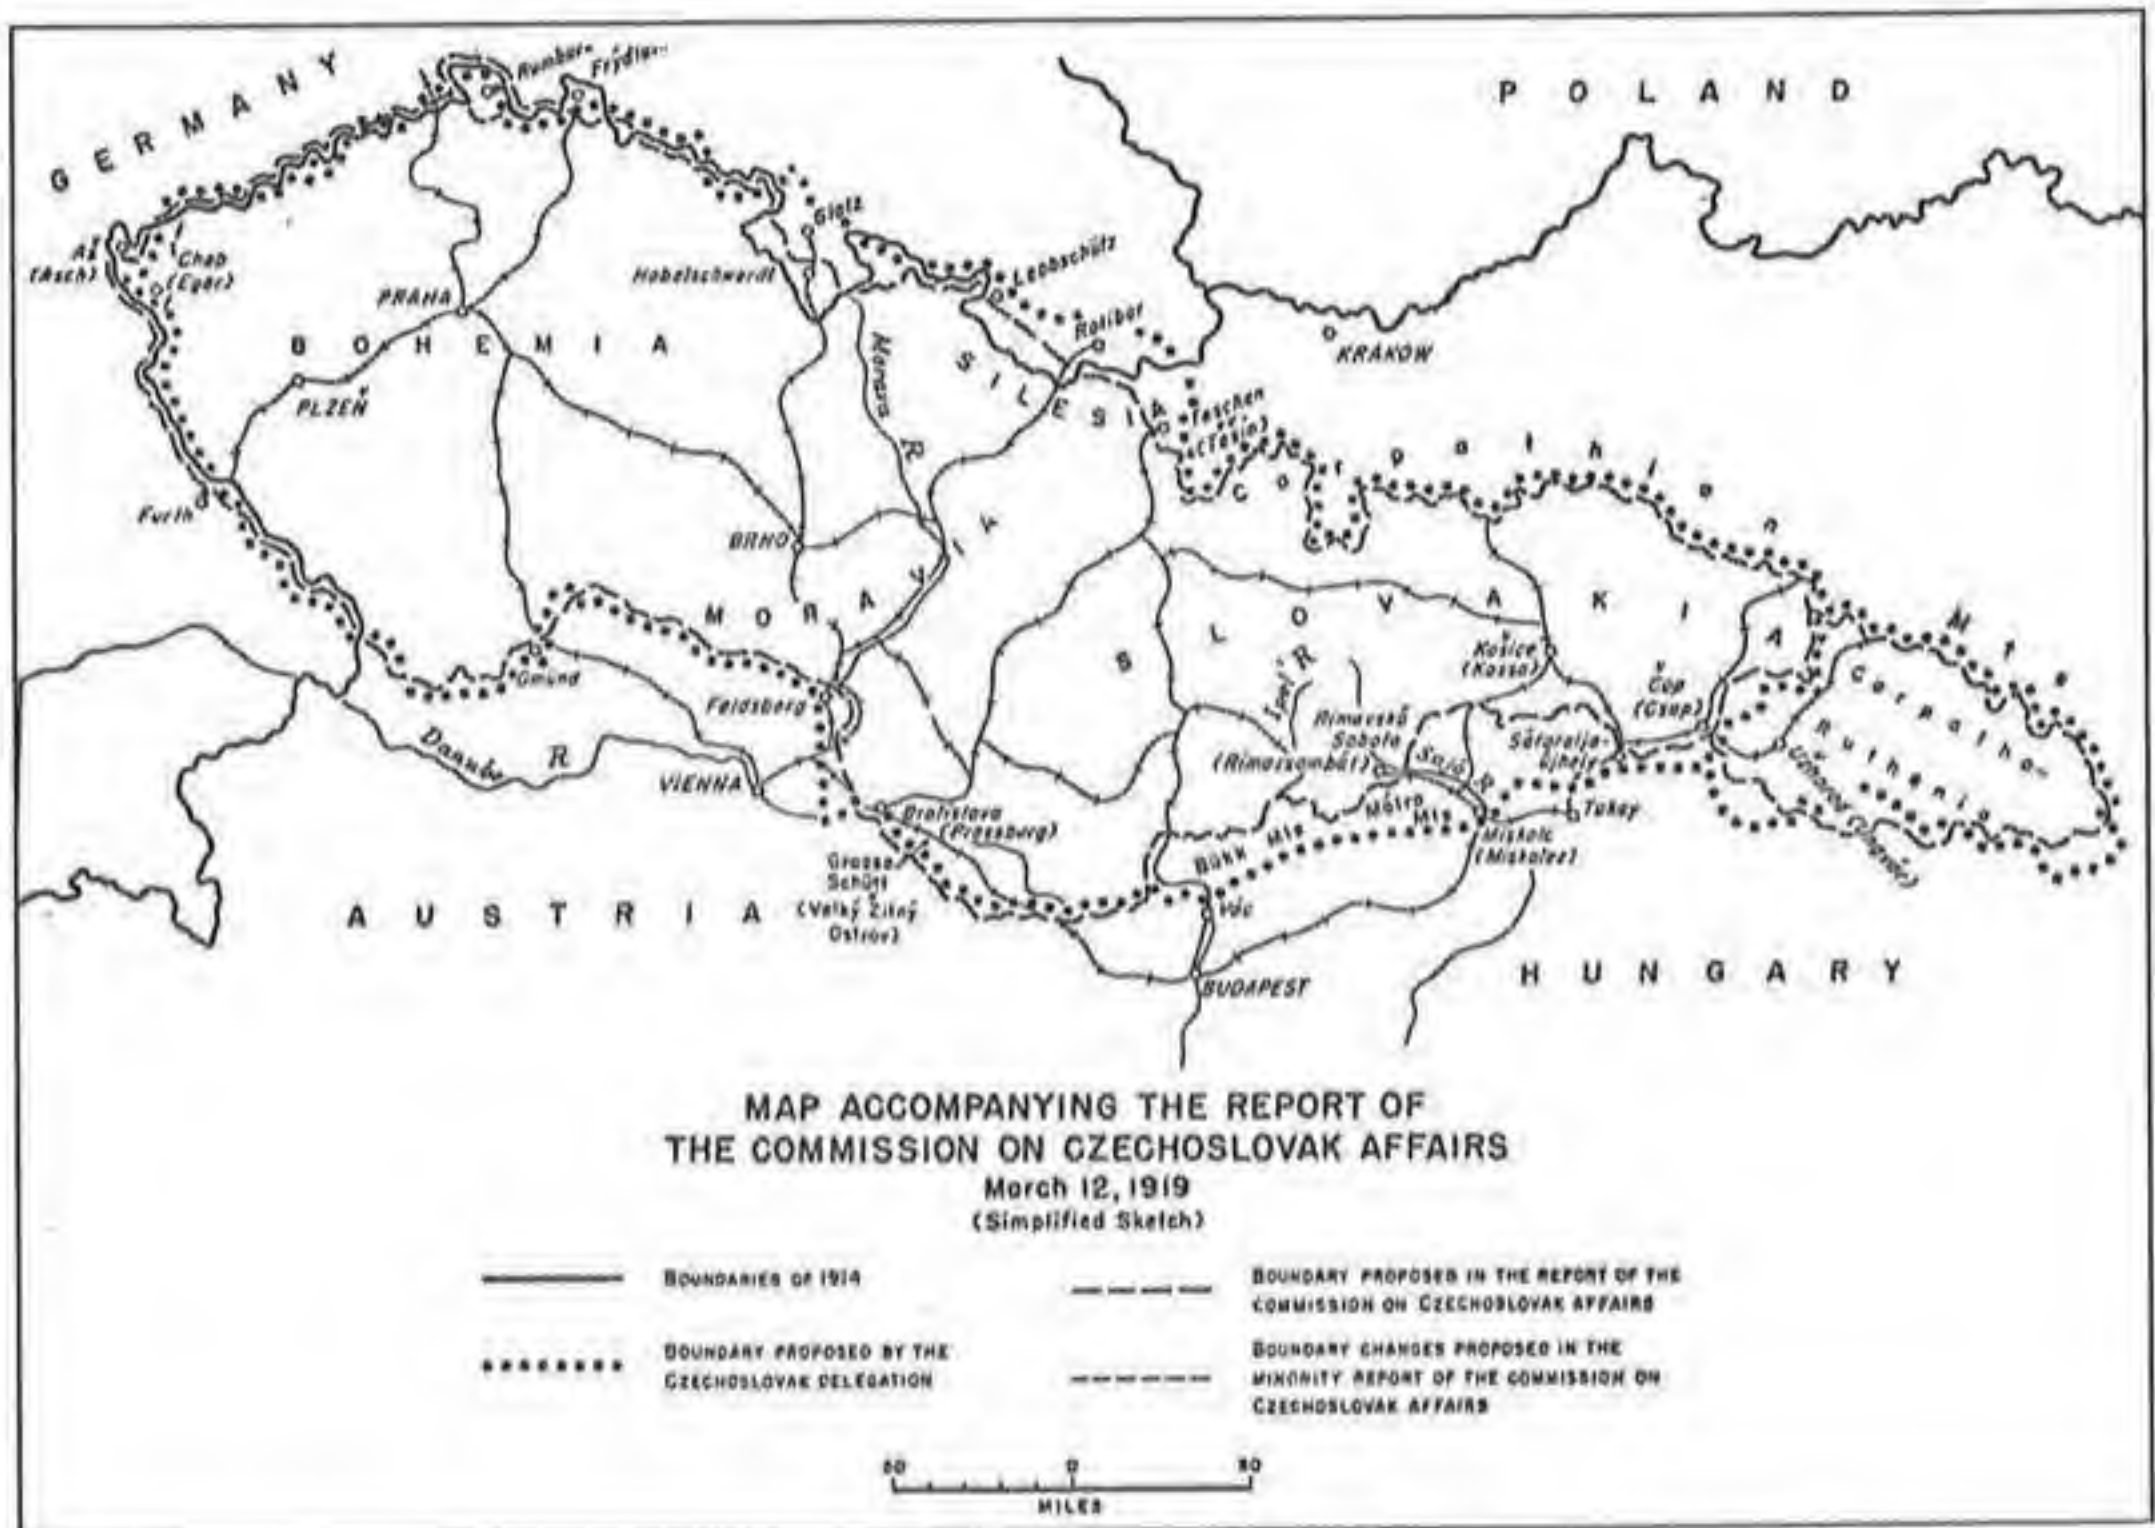 GERMANY
POLAND
Glatz
Leobschütz
Aš
(Asch)
Cheb
(Eger)
Habelschwerdt
PRAHA
Ratibor
BOHEMIA
KRAKOW
SILESIA
PLZEŇ
Teschen
(Těšín)
Carpathian Mts
Furth
BRNO
MORAVIA
SLOVAKIA
Gmünd
Košice
(Kassa)
Čop
(Csap)
Carpatho-
Ruthenia
Feldsberg
Ipel' R
Rimavská
Sobota
(Rimaszombat)
Sajó R
Danube R
VIENNA
Bratislava
(Pressburg)
Mátra
Mts
Bükk Mts
Tokay
Miskolc
(Miskolcz)
Grosse
Schütt
(Velký Žitný
Ostrov)
AUSTRIA
Vác
HUNGARY
BUDAPEST
MAP ACCOMPANYING THE REPORT OF
THE COMMISSION ON CZECHOSLOVAK AFFAIRS
March 12, 1919
(Simplified Sketch)
BOUNDARIES OF 1914
BOUNDARY PROPOSED BY THE
CZECHOSLOVAK DELEGATION
BOUNDARY PROPOSED IN THE REPORT OF THE
COMMISSION ON CZECHOSLOVAK AFFAIRS
BOUNDARY CHANGES PROPOSED IN THE
MINORITY REPORT OF THE COMMISSION ON
CZECHOSLOVAK AFFAIRS
0
MILES